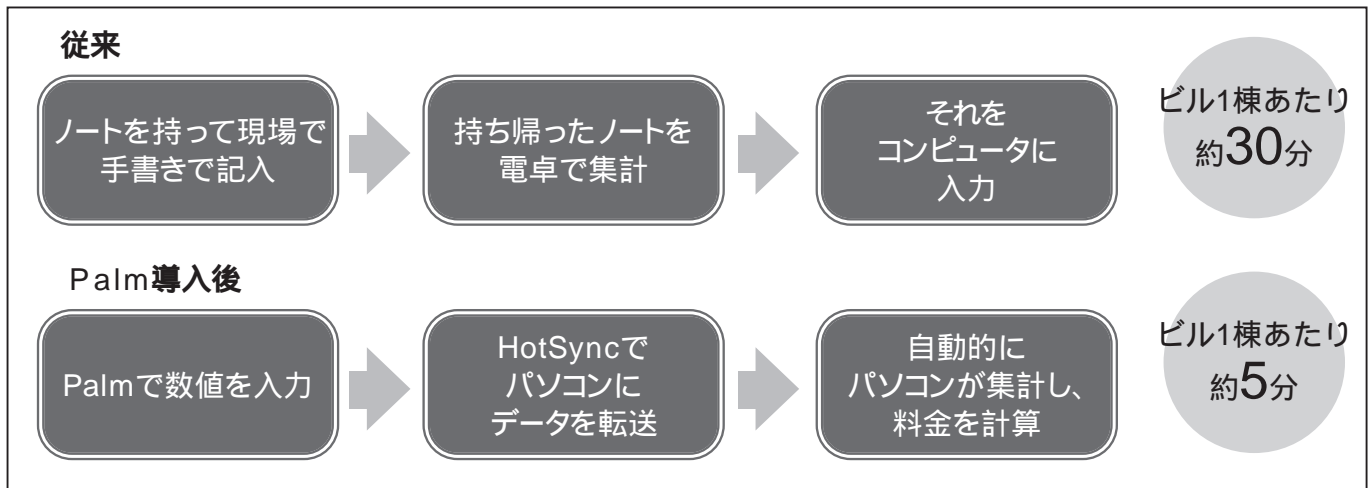 従来
ノートを持って現場で
手書きで記入
持ち帰ったノートを
電卓で集計
それを
コンピュータに
入力
ビル1棟あたり
約30分
Palm導入後
Palmで数値を入力
HotSyncで
パソコンに
データを転送
自動的に
パソコンが集計し、
料金を計算
ビル1棟あたり
約5分